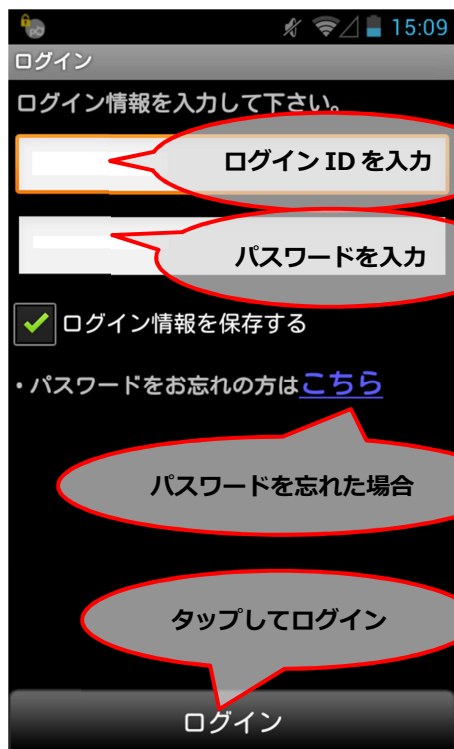 15:09
ログイン
ログイン情報を入力して下さい。
ログイン ID を入力
パスワードを入力
ログイン情報を保存する
・パスワードをお忘れの方はこちら
パスワードを忘れた場合
タップしてログイン
ログイン